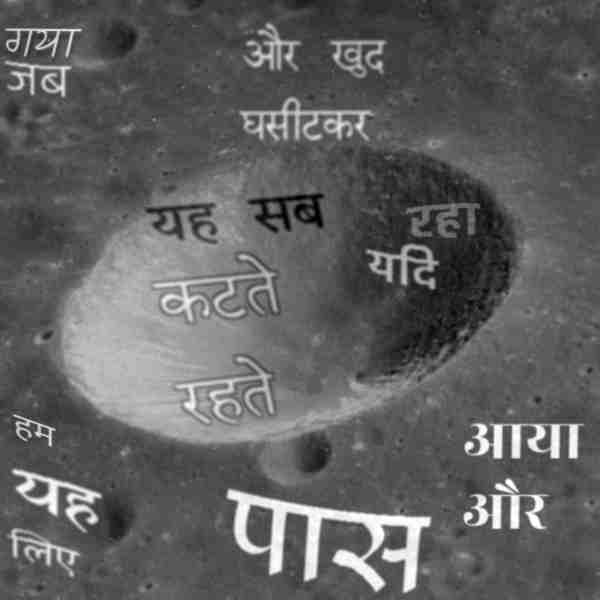 गया
जब
और खुद
घसीटकर
यह सब
रहा
यदि
कटते
रहते
हम
यह
लिए
पास
आया
और